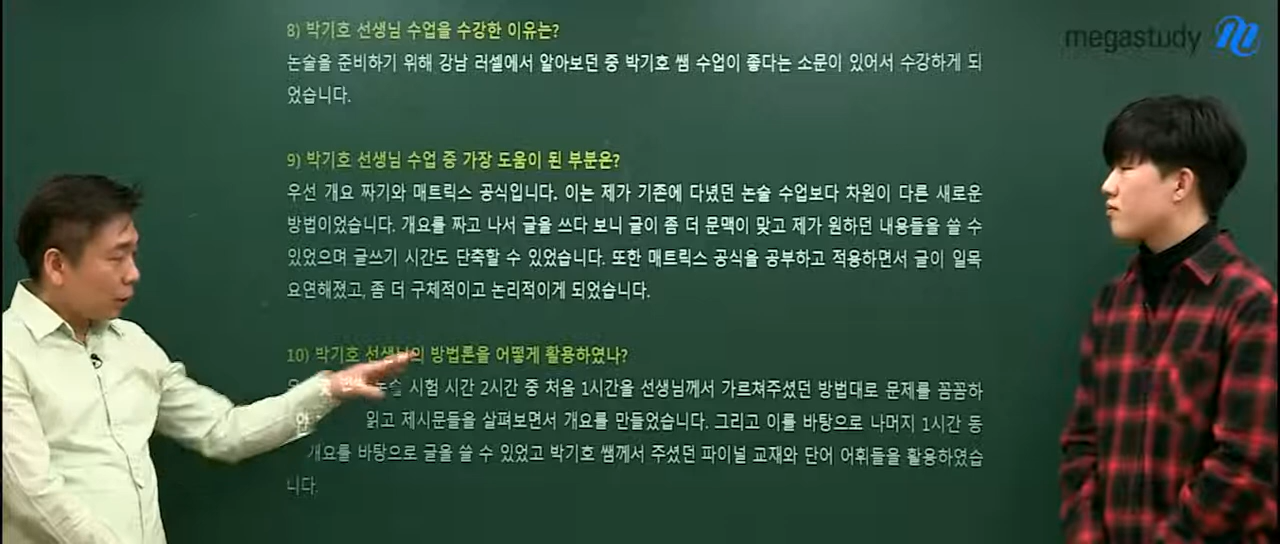 megastudy
8) 박기호 선생님 수업을 수강한 이유는?
논술을 준비하기 위해 강남 러셀에서 알아보던 중 박기호 쌤 수업이 좋다는 소문이 있어서 수강하게 되
었습니다.
9) 박기호 선생님 수업 중 가장 도움이 된 부분은?
우선 개요 짜기와 매트릭스 공식입니다. 이는 제가 기존에 다녔던 논술 수업보다 차원이 다른 새로운
방법이었습니다. 개요를 짜고 나서 글을 쓰다 보니 글이 좀 더 문맥이 맞고 제가 원하던 내용들을 쓸 수
있었으며 글쓰기 시간도 단축할 수 있었습니다. 또한 매트릭스 공식을 공부하고 적용하면서 글이 일목
요연해졌고, 좀 더 구체적이고 논리적이게 되었습니다.
10) 박기호 선생님의 방법론을 어떻게 활용하였나?
논술 시험 시간 2시간 중 처음 1시간을 선생님께서 가르쳐주셨던 방법대로 문제를 꼼꼼하
읽고 제시문들을 살펴보면서 개요를 만들었습니다. 그리고 이를 바탕으로 나머지 1시간 동
개요를 바탕으로 글을 쓸 수 있었고 박기호 쌤께서 주셨던 파이널 교재와 단어 어휘들을 활용하였습
니다.